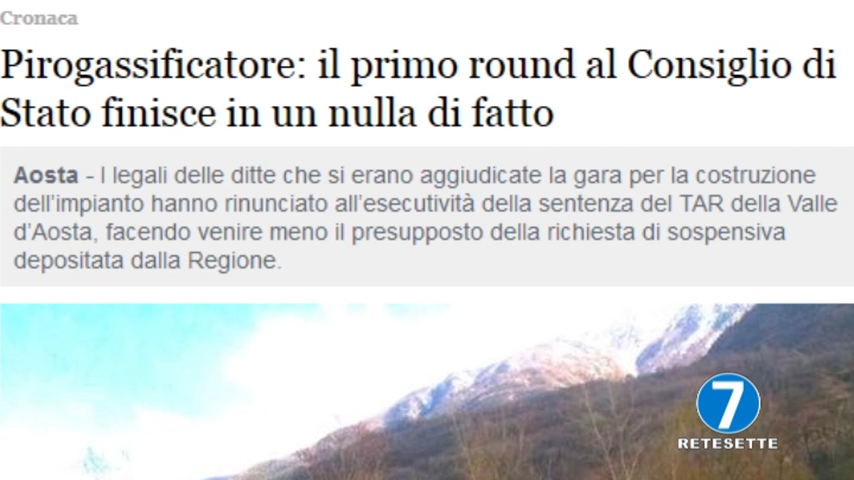 Cronaca
Pirogassificatore: il primo round al Consiglio di
Stato finisce in un nulla di fatto
Aosta - I legali delle ditte che si erano aggiudicate la gara per la costruzione
dell'impianto hanno rinunciato all'esecutività della sentenza del TAR della Valle
d'Aosta, facendo venire meno il presupposto della richiesta di sospensiva
depositata dalla Regione.
7
RETESETTE